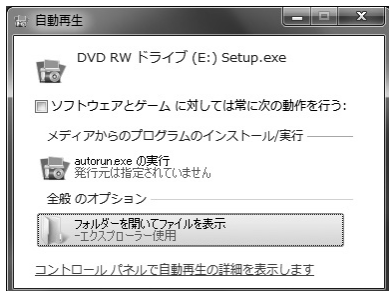 自動再生
DVD RW ドライブ (E:) Setup.exe
ソフトウェアとゲーム に対しては常に次の動作を行う:
メディアからのプログラムのインストール/実行
autorun.exe の実行
発行元は指定されていません
全般 のオプション
フォルダーを開いてファイルを表示
-エクスプローラー使用
コントロール パネルで自動再生の詳細を表示します